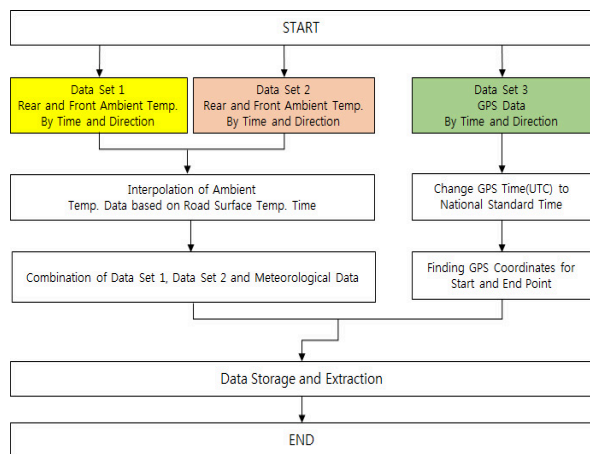 START
Data Set 1
Rear and Front Ambient Temp.
By Time and Direction
Data Set 2
Rear and Front Ambient Temp.
By Time and Direction
Data Set 3
GPS Data
By Time and Direction
Interpolation of Ambient
Temp. Data based on Road Surface Temp. Time
Change GPS Time(UTC) to
National Standard Time
Combination of Data Set 1, Data Set 2 and Meteorological Data
Finding GPS Coordinates for
Start and End Point
Data Storage and Extraction
END